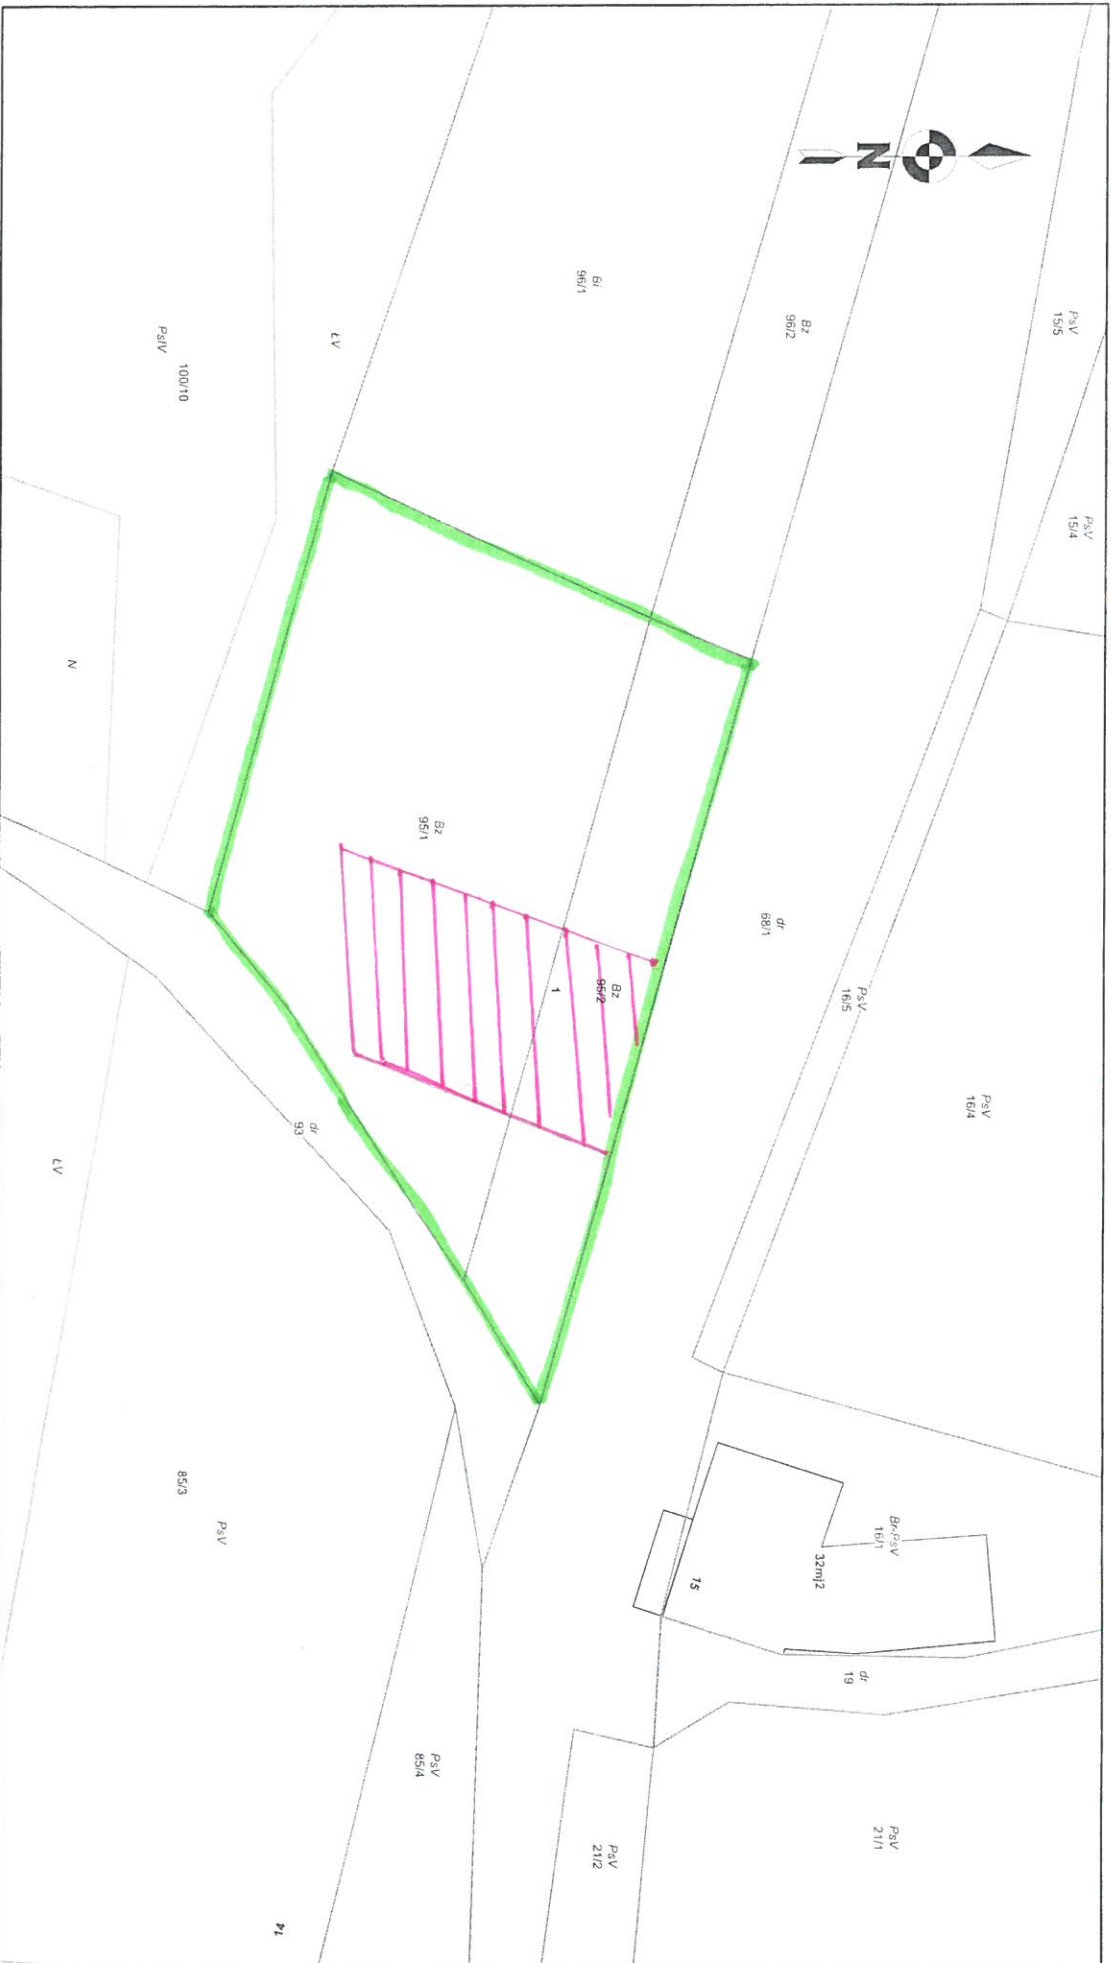 PsV
15/5
PsV
15/4
N
Bz
96/2
Bi
96/1
ŁV
PsIV
100/10
N
PsV
16/5
PsV
16/4
dr
68/1
Bz
95/1
Bz
95/2
1
dr
93
ŁV
Br-PsV
16/1
32mj2
15
dr
19
PsV
21/1
PsV
21/2
PsV
85/4
85/3
PsV
14